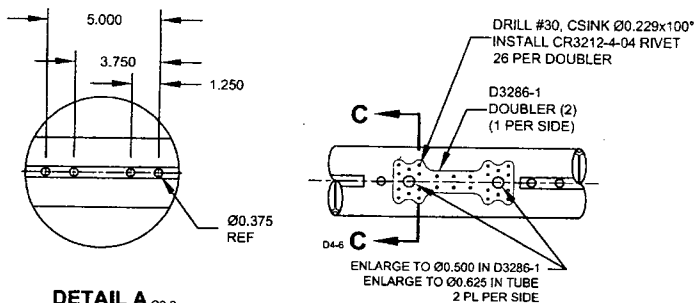 5.000
3.750
1.250
Ø0.375
REF
DETAIL A
DRILL #30, CSINK Ø0.229x100°
INSTALL CR3212-4-04 RIVET
26 PER DOUBLER
D3286-1
DOUBLER (2)
(1 PER SIDE)
C
D4-6 C
ENLARGE TO Ø0.500 IN D3286-1
ENLARGE TO Ø0.625 IN TUBE
2 PL PER SIDE